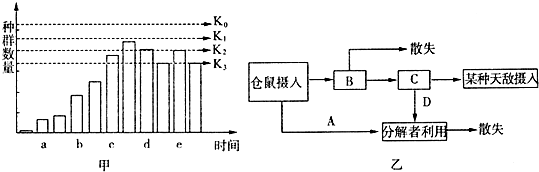 种群数量
K₀
K₁
K₂
K₃
a b c d e 时间
甲
散失
仓鼠摄入 B C 某种天敌摄入
D
A 分解者利用 散失
乙